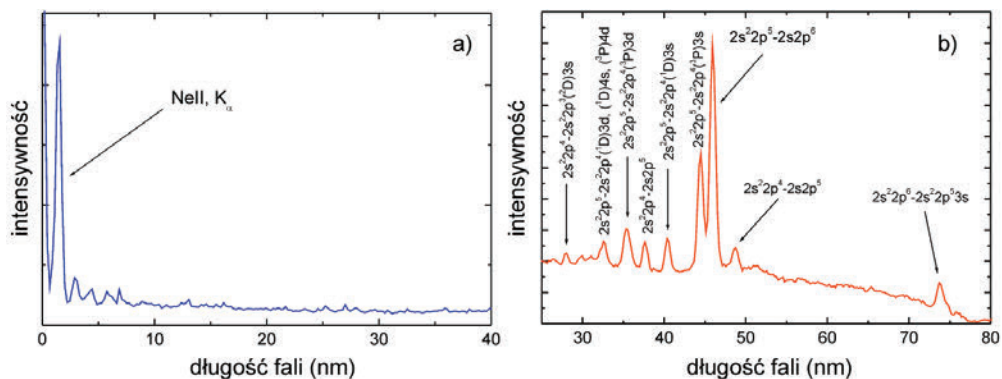 a)
NeII, Kα
intensywność
0
10
20
30
40
długość fali (nm)
b)
2s²2p⁵-2s2p⁶
2s²2p⁴-2s²2p³(²D)3s
2s²2p⁵-2s²2p⁴(¹D)3d, (¹D)4s, (³P)4d
2s²2p⁵-2s²2p⁴(³P)3d
2s²2p⁴-2s2p⁵
2s²2p⁵-2s²2p⁴(¹D)3s
2s²2p⁵-2s²2p⁴(³P)3s
2s²2p⁴-2s2p⁵
2s²2p⁶-2s²2p⁵3s
intensywność
30
40
50
60
70
80
długość fali (nm)